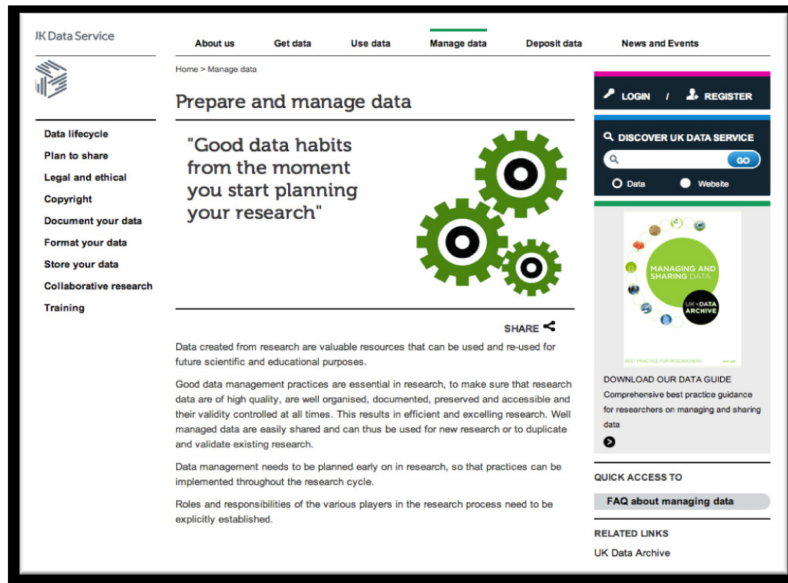 UK Data Service
About us
Get data
Use data
Manage data
Deposit data
News and Events
Home > Manage data
Prepare and manage data
Data lifecycle
Plan to share
Legal and ethical
Copyright
Document your data
Format your data
Store your data
Collaborative research
Training
"Good data habits
from the moment
you start planning
your research"
SHARE
Data created from research are valuable resources that can be used and re-used for
future scientific and educational purposes.
Good data management practices are essential in research, to make sure that research
data are of high quality, are well organised, documented, preserved and accessible and
their validity controlled at all times. This results in efficient and excelling research. Well
managed data are easily shared and can thus be used for new research or to duplicate
and validate existing research.
Data management needs to be planned early on in research, so that practices can be
implemented throughout the research cycle.
Roles and responsibilities of the various players in the research process need to be
explicitly established.
LOGIN / REGISTER
DISCOVER UK DATA SERVICE
GO
Data
Website
MANAGING AND
SHARING DATA
UK DATA
ARCHIVE
BEST PRACTICE FOR RESEARCHERS
DOWNLOAD OUR DATA GUIDE
Comprehensive best practice guidance
for researchers on managing and sharing
data
QUICK ACCESS TO
FAQ about managing data
RELATED LINKS
UK Data Archive